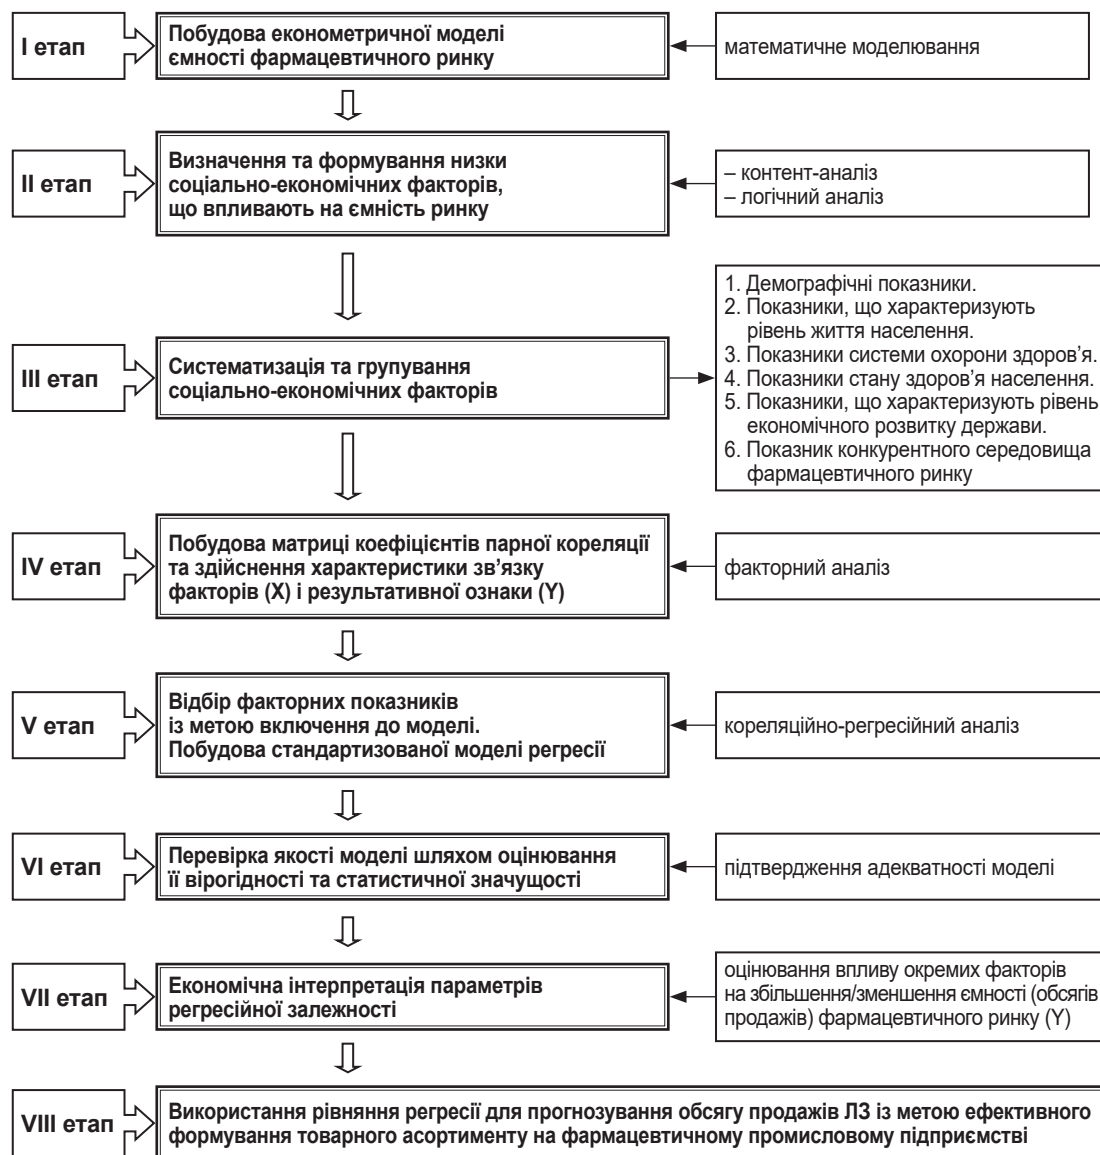 I етап
Побудова економетричної моделі
ємності фармацевтичного ринку
математичне моделювання
II етап
Визначення та формування низки
соціально-економічних факторів,
що впливають на ємність ринку
– контент-аналіз
– логічний аналіз
III етап
Систематизація та групування
соціально-економічних факторів
1. Демографічні показники.
2. Показники, що характеризують
рівень життя населення.
3. Показники системи охорони здоров’я.
4. Показники стану здоров’я населення.
5. Показники, що характеризують рівень
економічного розвитку держави.
6. Показник конкурентного середовища
фармацевтичного ринку
IV етап
Побудова матриці коефіцієнтів парної кореляції
та здійснення характеристики зв’язку
факторів (X) і результативної ознаки (Y)
факторний аналіз
V етап
Відбір факторних показників
із метою включення до моделі.
Побудова стандартизованої моделі регресії
кореляційно-регресійний аналіз
VI етап
Перевірка якості моделі шляхом оцінювання
її вірогідності та статистичної значущості
підтвердження адекватності моделі
VII етап
Економічна інтерпретація параметрів
регресійної залежності
оцінювання впливу окремих факторів
на збільшення/зменшення ємності (обсягів
продажів) фармацевтичного ринку (Y)
VIII етап
Використання рівняння регресії для прогнозування обсягу продажів ЛЗ із метою ефективного
формування товарного асортименту на фармацевтичному промисловому підприємстві